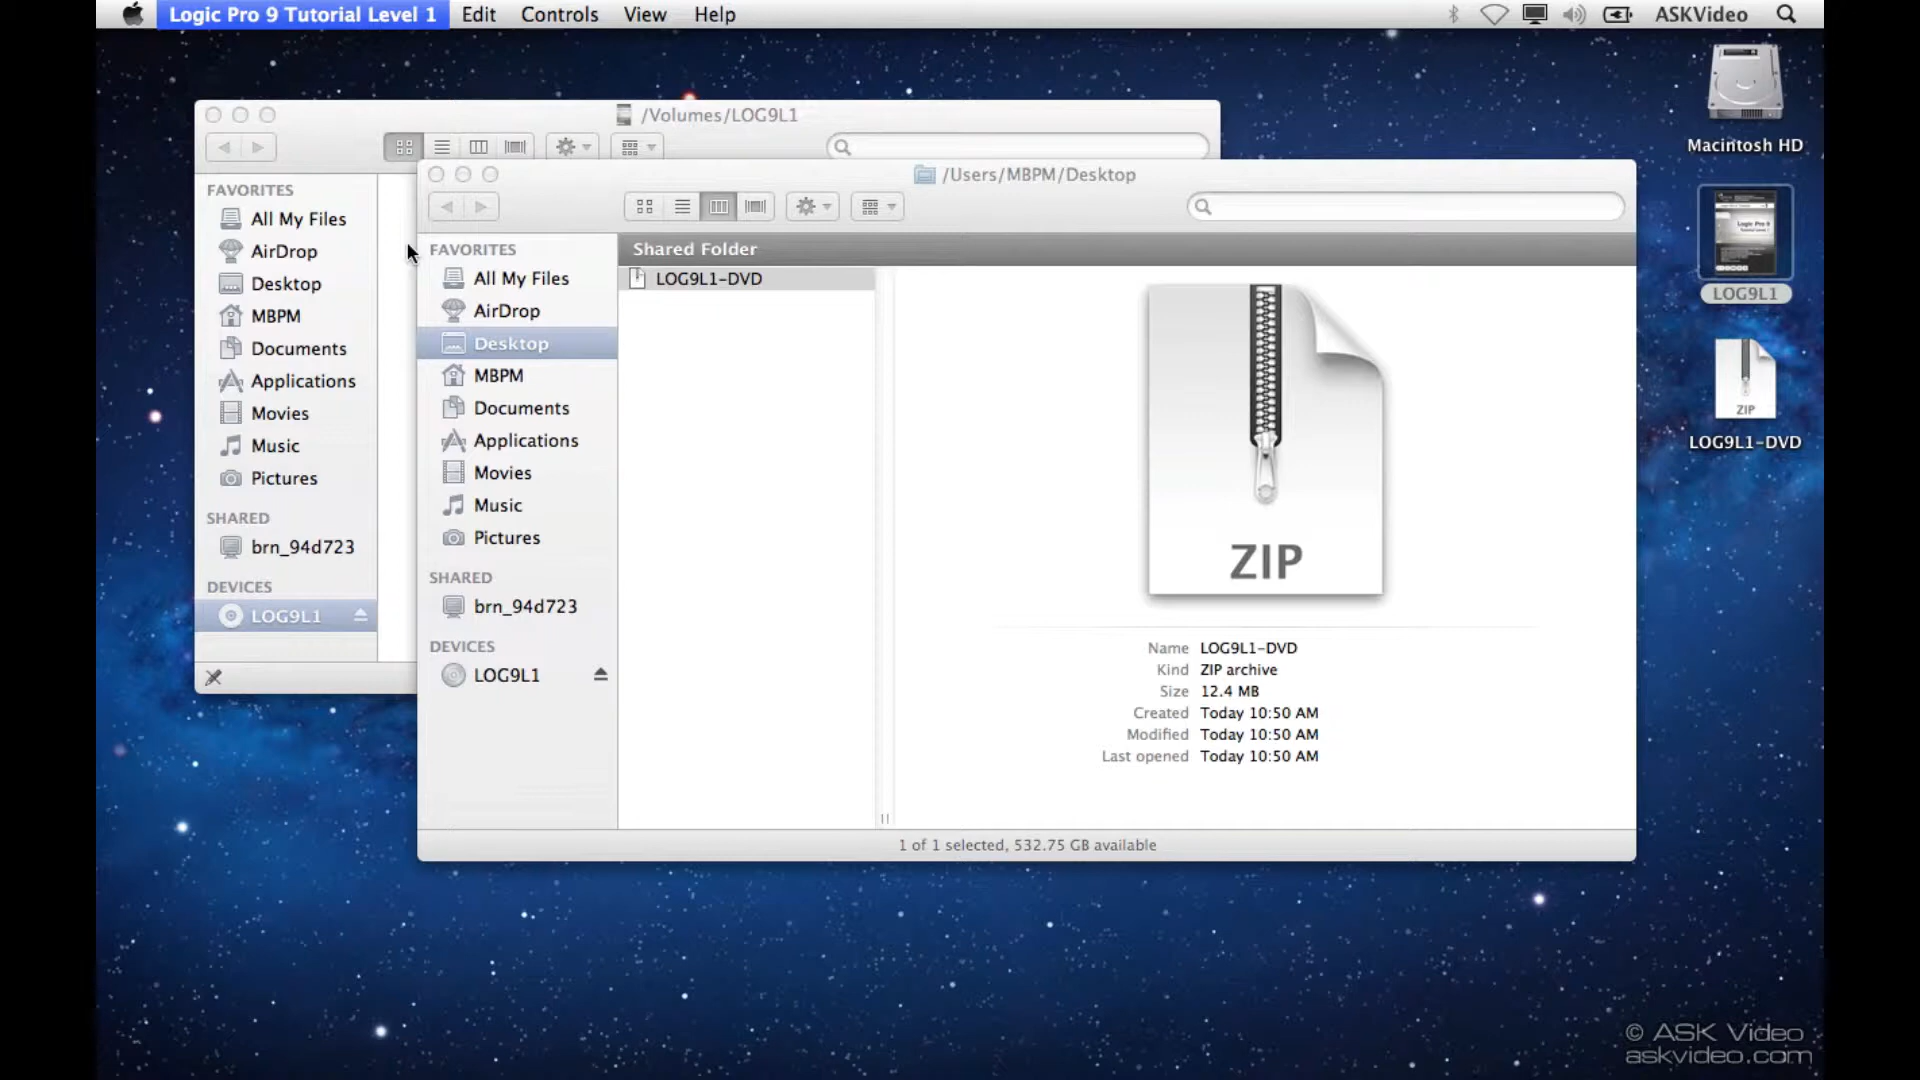 Logic Pro 9 Tutorial Level 1 Edit Controls View Help ASKVideo
/Volumes/LOG9L1
FAVORITES
All My Files
AirDrop
Desktop
MBPM
Documents
Applications
Movies
Music
Pictures
SHARED
brn_94d723
DEVICES
LOG9L1
/Users/MBPM/Desktop
FAVORITES
All My Files
AirDrop
Desktop
MBPM
Documents
Applications
Movies
Music
Pictures
SHARED
brn_94d723
DEVICES
LOG9L1
Shared Folder
LOG9L1-DVD
ZIP
Name LOG9L1-DVD
Kind ZIP archive
Size 12.4 MB
Created Today 10:50 AM
Modified Today 10:50 AM
Last opened Today 10:50 AM
1 of 1 selected, 532.75 GB available
Macintosh HD
Logic Pro 9
LOG9L1
ZIP
LOG9L1-DVD
© ASK Video
askvideo.com